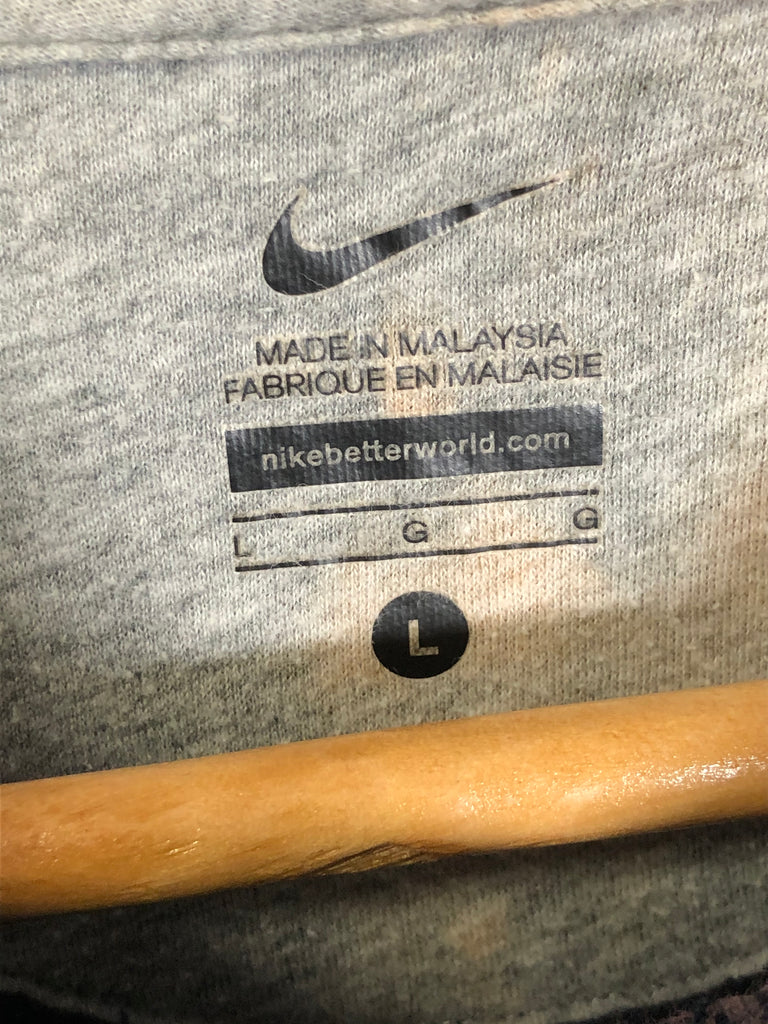 MADE IN MALAYSIA
FABRIQUE EN MALAISIE
nikebetterworld.com
L G G
L